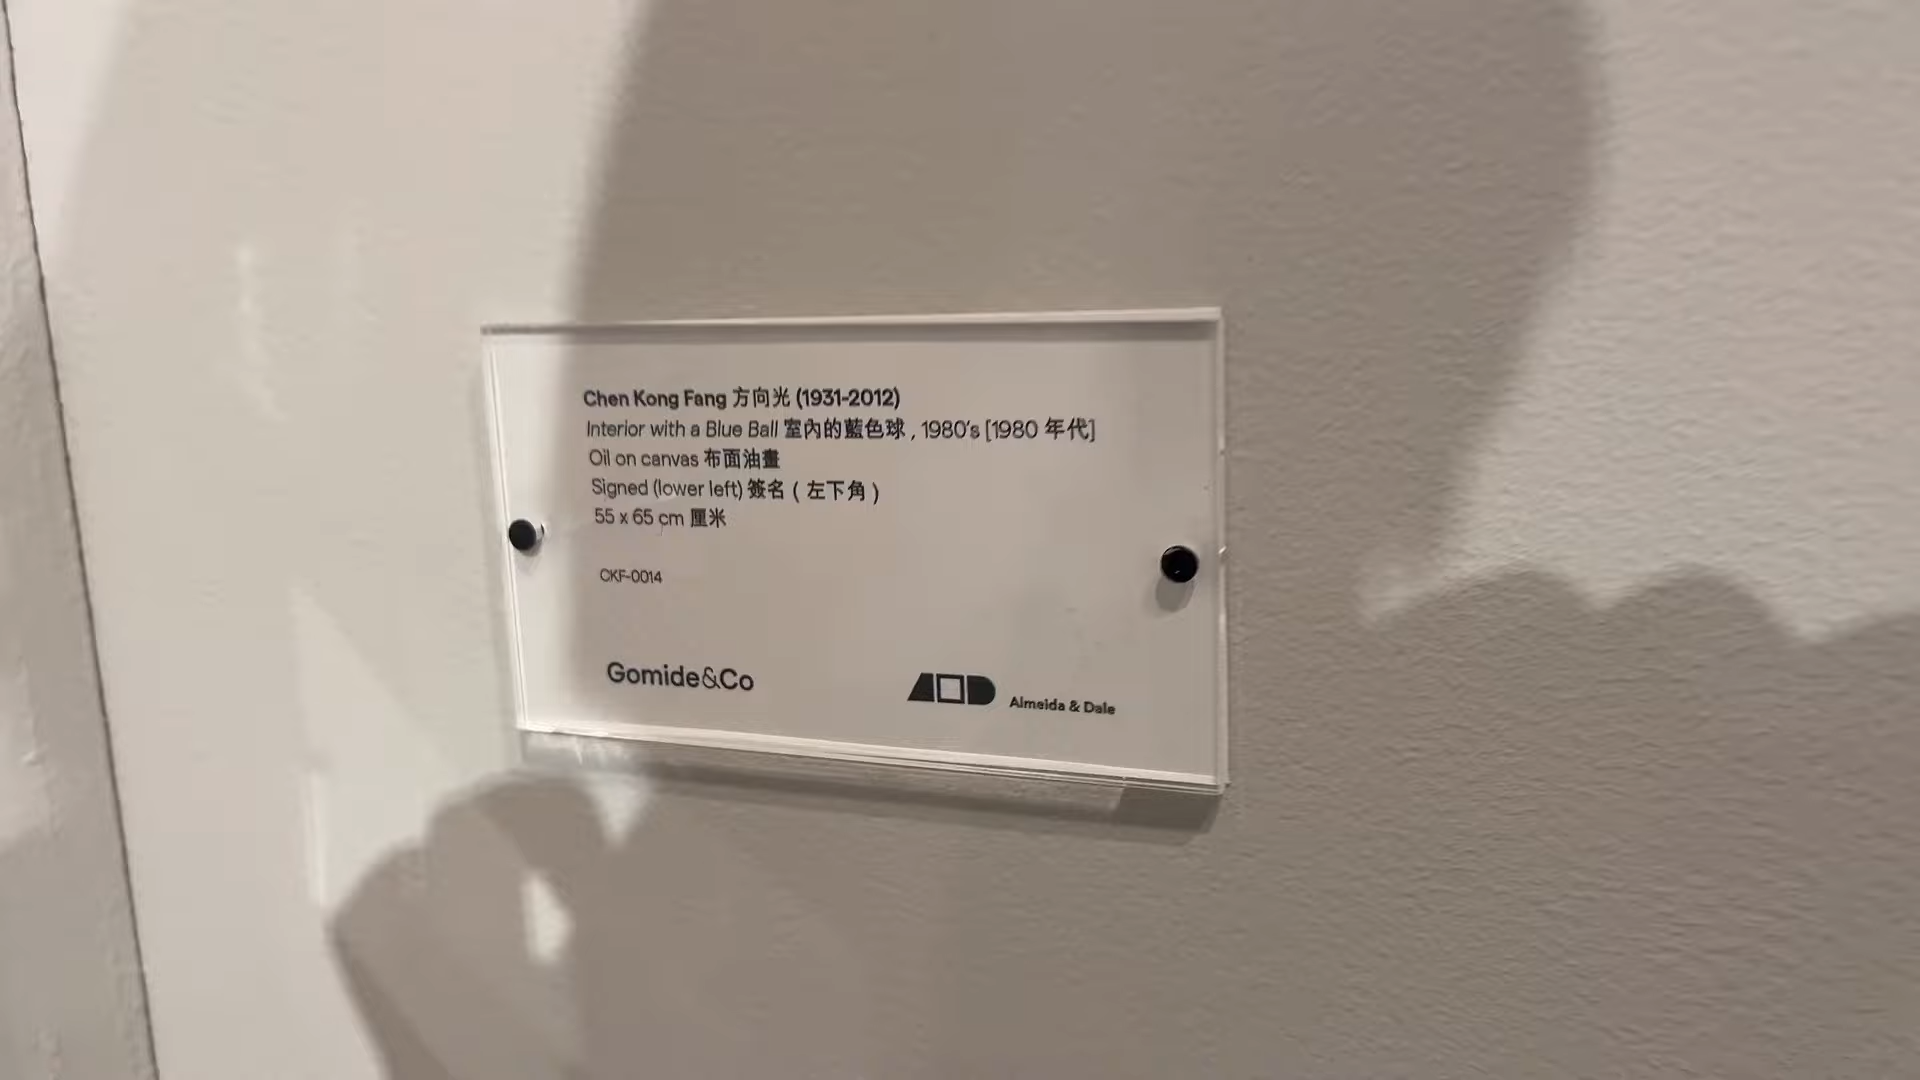 Chen Kong Fang 方向光 (1931-2012)
Interior with a Blue Ball 室內的藍色球 , 1980's [1980 年代]
Oil on canvas 布面油畫
Signed (lower left) 簽名 ( 左下角 )
55 x 65 cm 厘米
CKF-0014
Gomide&Co
Almeida & Dale